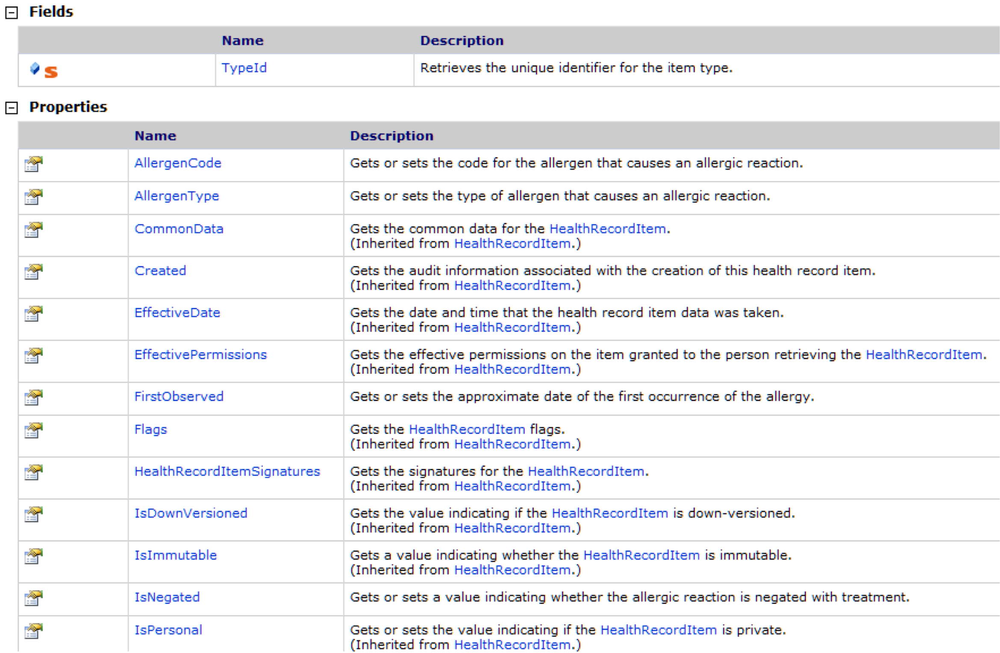 Fields
Name Description
S TypeId Retrieves the unique identifier for the item type.
Properties
Name Description
AllergenCode Gets or sets the code for the allergen that causes an allergic reaction.
AllergenType Gets or sets the type of allergen that causes an allergic reaction.
CommonData Gets the common data for the HealthRecordItem.
(Inherited from HealthRecordItem.)
Created Gets the audit information associated with the creation of this health record item.
(Inherited from HealthRecordItem.)
EffectiveDate Gets the date and time that the health record item data was taken.
(Inherited from HealthRecordItem.)
EffectivePermissions Gets the effective permissions on the item granted to the person retrieving the HealthRecordItem.
(Inherited from HealthRecordItem.)
FirstObserved Gets or sets the approximate date of the first occurrence of the allergy.
Flags Gets the HealthRecordItem flags.
(Inherited from HealthRecordItem.)
HealthRecordItemSignatures Gets the signatures for the HealthRecordItem.
(Inherited from HealthRecordItem.)
IsDownVersioned Gets the value indicating if the HealthRecordItem is down-versioned.
(Inherited from HealthRecordItem.)
IsImmutable Gets a value indicating whether the HealthRecordItem is immutable.
(Inherited from HealthRecordItem.)
IsNegated Gets or sets a value indicating whether the allergic reaction is negated with treatment.
IsPersonal Gets or sets the value indicating if the HealthRecordItem is private.
(Inherited from HealthRecordItem.)